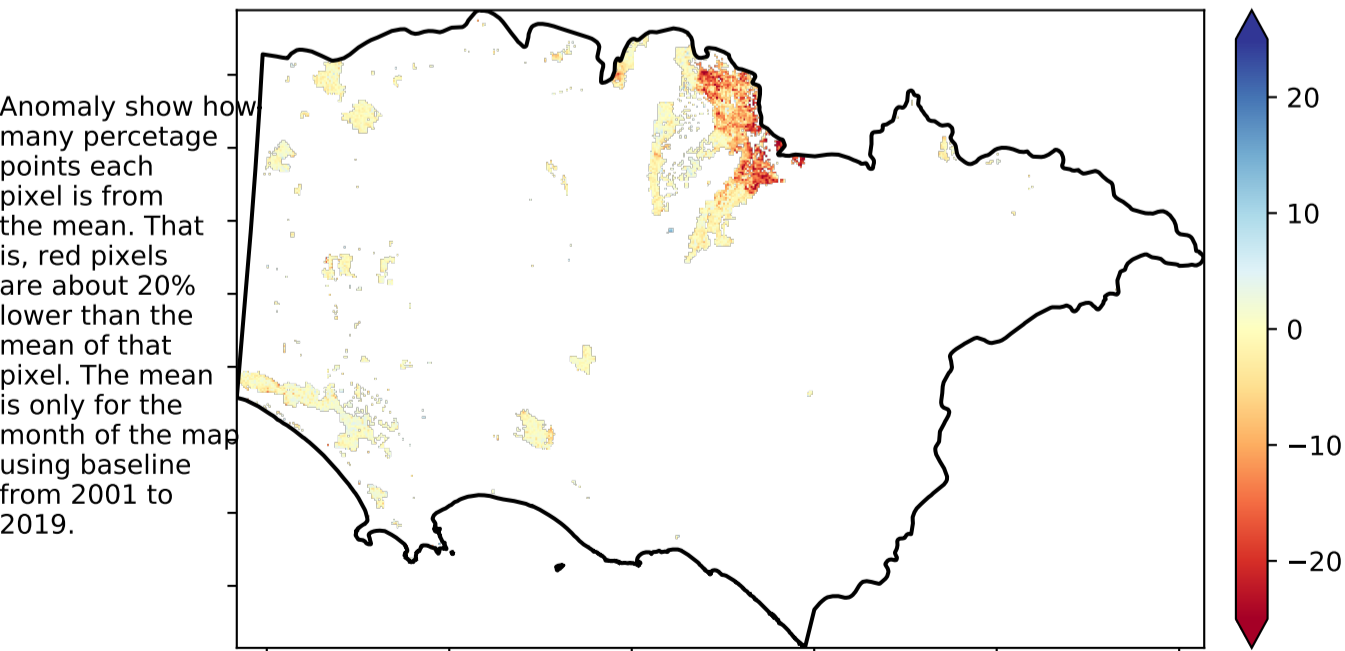 Anomaly show how
many percetage
points each
pixel is from
the mean. That
is, red pixels
are about 20%
lower than the
mean of that
pixel. The mean
is only for the
month of the map
using baseline
from 2001 to
2019.
20
10
0
−10
−20